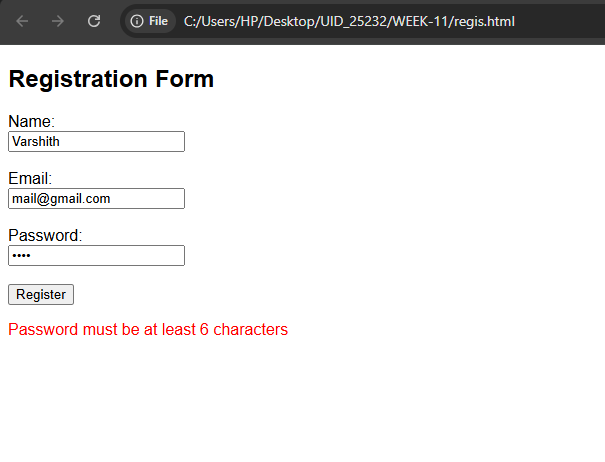 File C:/Users/HP/Desktop/UID_25232/WEEK-11/regis.html
Registration Form
Name:
Varshith
Email:
mail@gmail.com
Password:
••••
Register
Password must be at least 6 characters